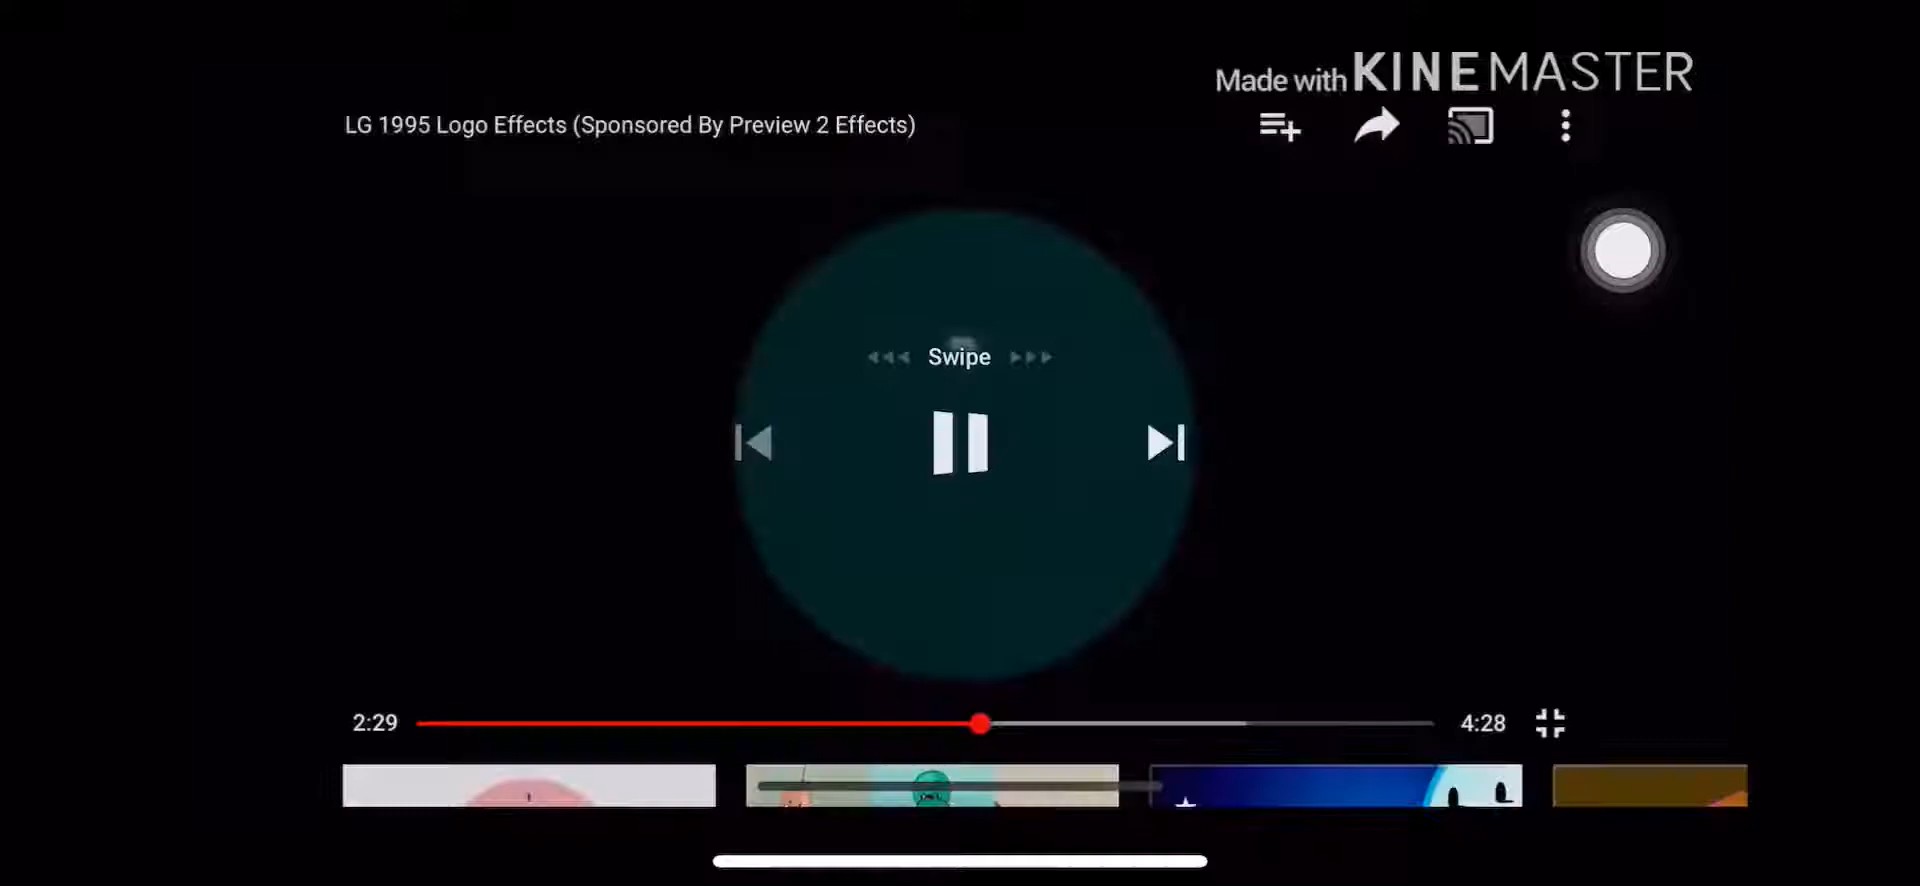 Made with KINEMASTER
LG 1995 Logo Effects (Sponsored By Preview 2 Effects)
Swipe
2:29
4:28